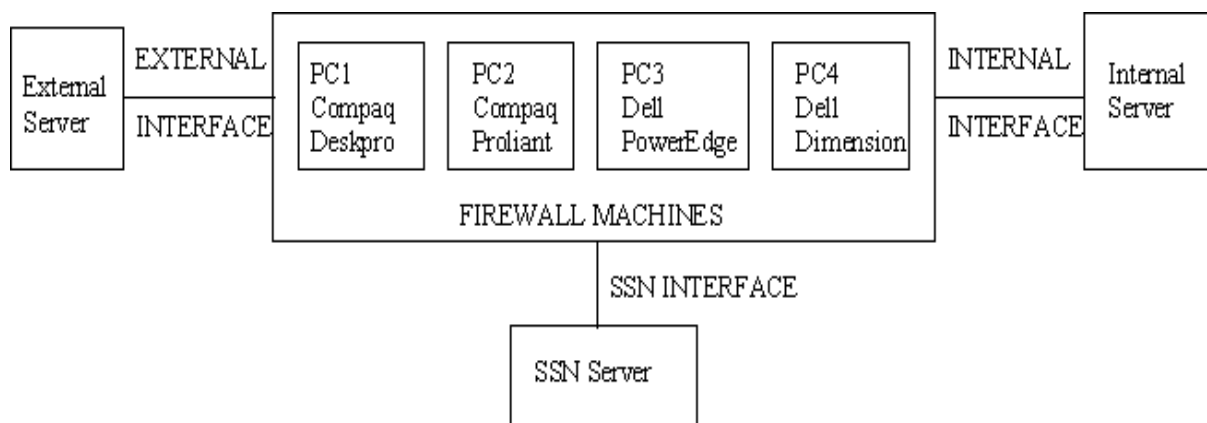 External
Server
EXTERNAL
INTERFACE
PC1
Compaq
Deskpro
PC2
Compaq
Proliant
PC3
Dell
PowerEdge
PC4
Dell
Dimension
FIREWALL MACHINES
INTERNAL
INTERFACE
Internal
Server
SSN INTERFACE
SSN Server